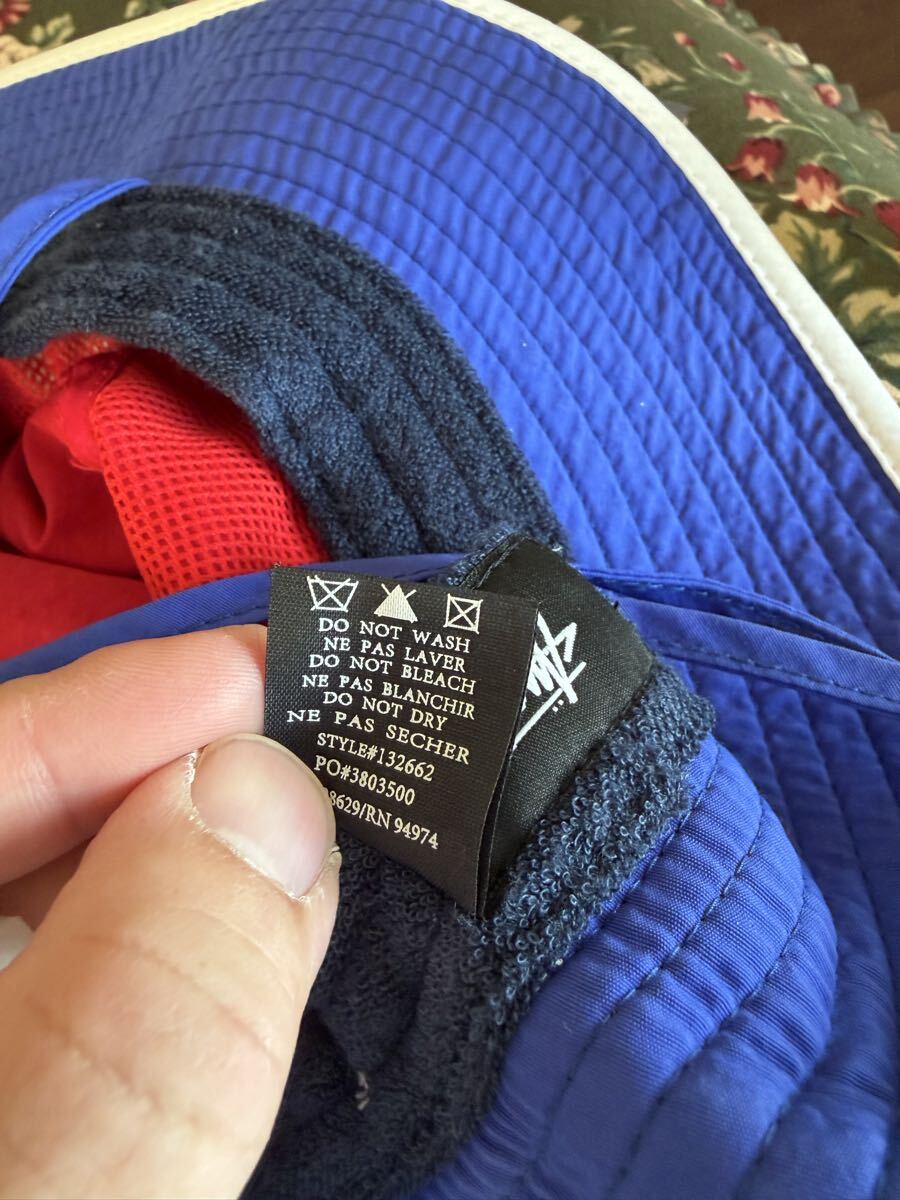 DO NOT WASH
NE PAS LAVER
DO NOT BLEACH
NE PAS BLANCHIR
DO NOT DRY
NE PAS SECHER
STYLE#132662
PO#3803500
8629/RN 94974